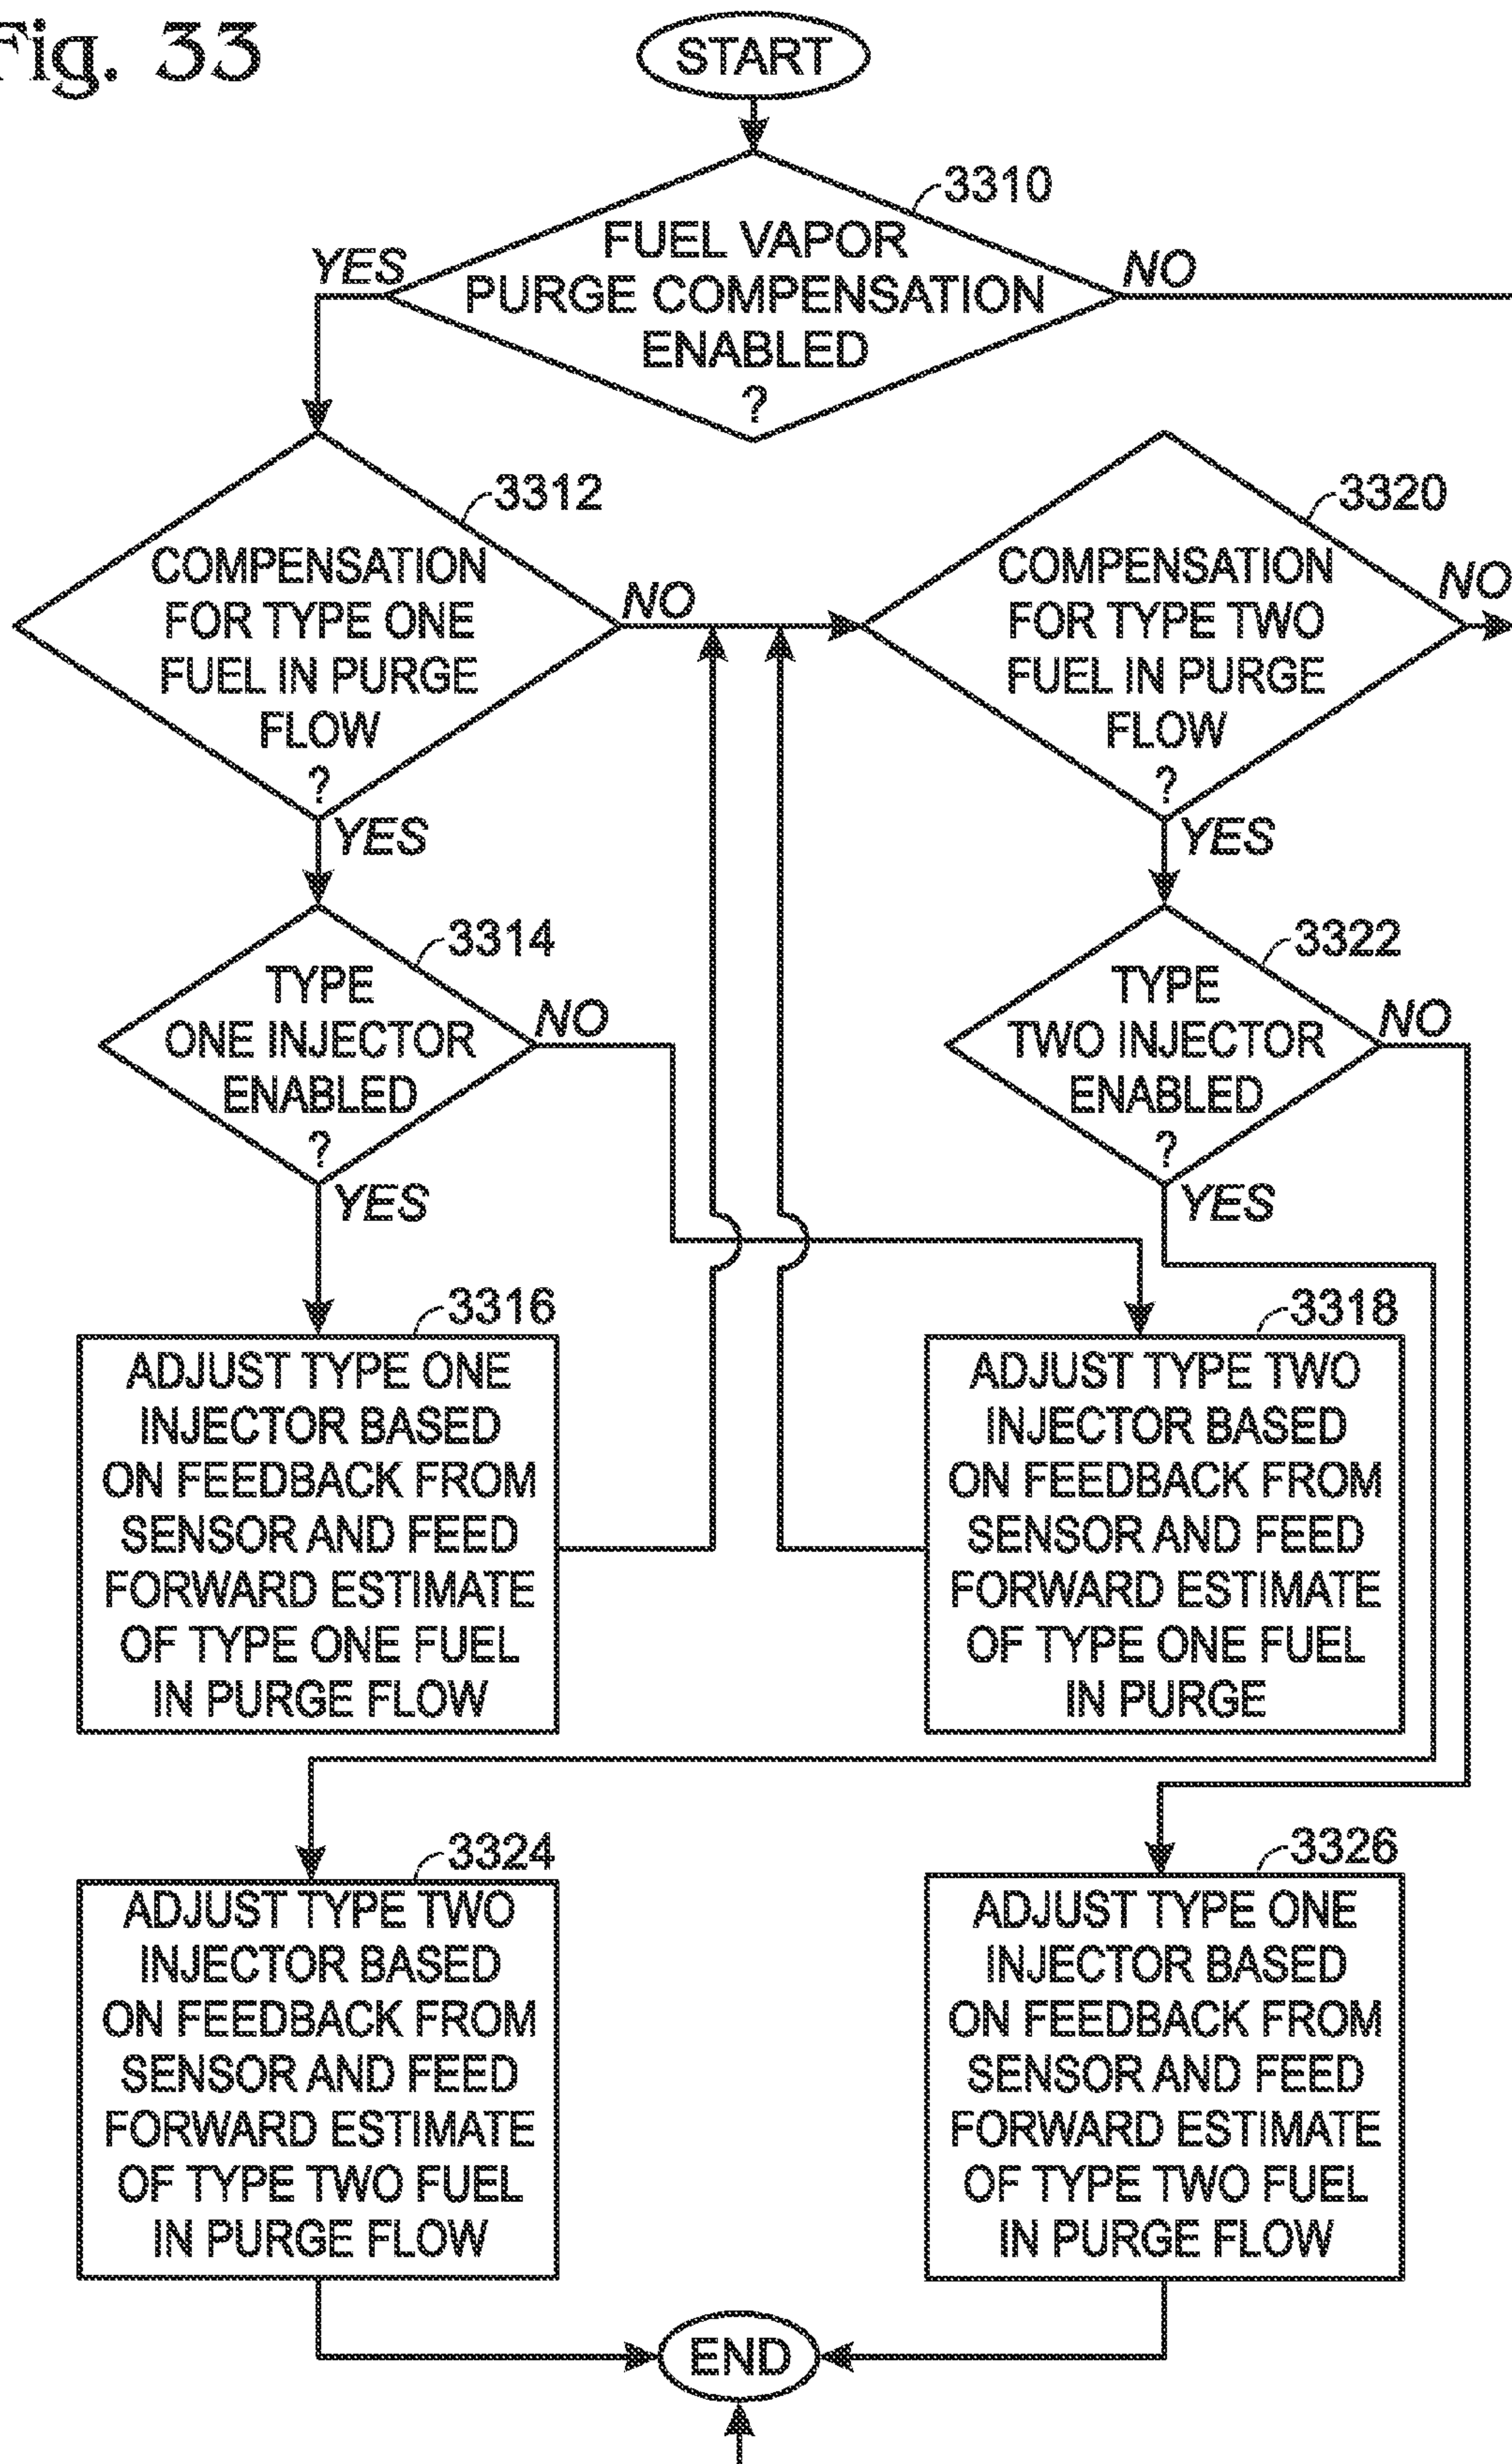 Fig. 33
START
3310
FUEL VAPOR
PURGE COMPENSATION
ENABLED
?
YES
NO
3312
COMPENSATION
FOR TYPE ONE
FUEL IN PURGE
FLOW
?
NO
YES
3320
COMPENSATION
FOR TYPE TWO
FUEL IN PURGE
FLOW
?
NO
YES
3314
TYPE
ONE INJECTOR
ENABLED
?
NO
YES
3322
TYPE
TWO INJECTOR
ENABLED
?
NO
YES
3316
ADJUST TYPE ONE
INJECTOR BASED
ON FEEDBACK FROM
SENSOR AND FEED
FORWARD ESTIMATE
OF TYPE ONE FUEL
IN PURGE FLOW
3318
ADJUST TYPE TWO
INJECTOR BASED
ON FEEDBACK FROM
SENSOR AND FEED
FORWARD ESTIMATE
OF TYPE ONE FUEL
IN PURGE
3324
ADJUST TYPE TWO
INJECTOR BASED
ON FEEDBACK FROM
SENSOR AND FEED
FORWARD ESTIMATE
OF TYPE TWO FUEL
IN PURGE FLOW
3326
ADJUST TYPE ONE
INJECTOR BASED
ON FEEDBACK FROM
SENSOR AND FEED
FORWARD ESTIMATE
OF TYPE TWO FUEL
IN PURGE FLOW
END